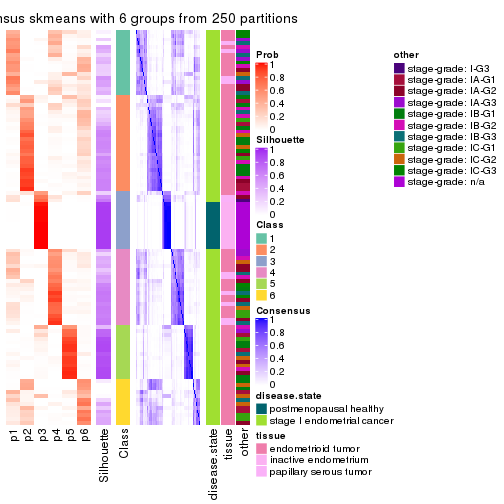 nsus skmeans with 6 groups from 250 partitions
Prob
1
0.8
0.6
0.4
0.2
0
Silhouette
1
0.8
0.6
0.4
0.2
0
Class
1
2
3
4
5
6
Consensus
1
0.8
0.6
0.4
0.2
0
disease.state
postmenopausal healthy
stage I endometrial cancer
tissue
endometrioid tumor
inactive endometrium
papillary serous tumor
other
stage-grade: I-G3
stage-grade: IA-G1
stage-grade: IA-G2
stage-grade: IA-G3
stage-grade: IB-G1
stage-grade: IB-G2
stage-grade: IB-G3
stage-grade: IC-G1
stage-grade: IC-G2
stage-grade: IC-G3
stage-grade: n/a
p1
p2
p3
p4
p5
p6
Silhouette
Class
disease.state
tissue
other